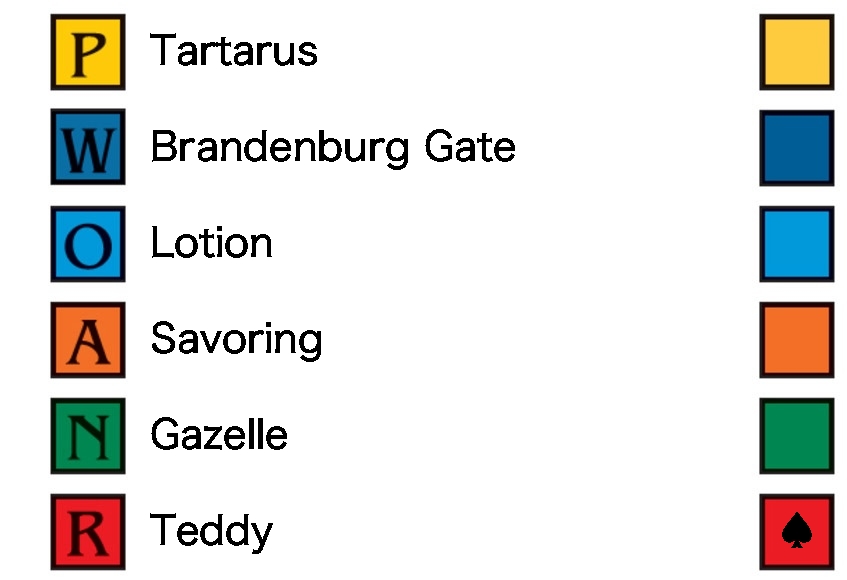 P Tartarus
W Brandenburg Gate
O Lotion
A Savoring
N Gazelle
R Teddy ♠